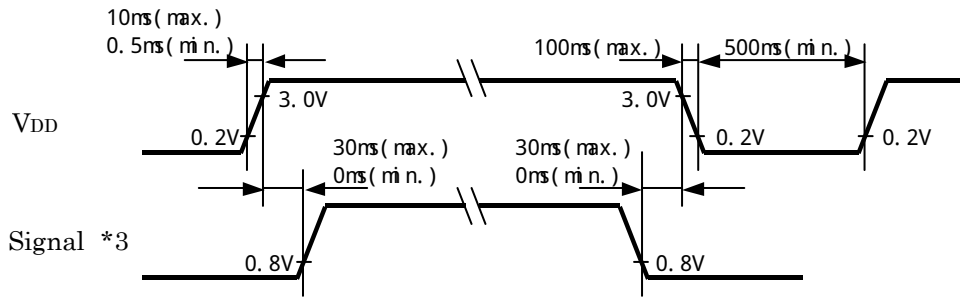 10ms(max.)
0.5ms(min.)
100ms(max.)
500ms(min.)
VDD
3.0V
3.0V
0.2V
0.2V
0.2V
30ms(max.)
0ms(min.)
30ms(max.)
0ms(min.)
Signal *3
0.8V
0.8V